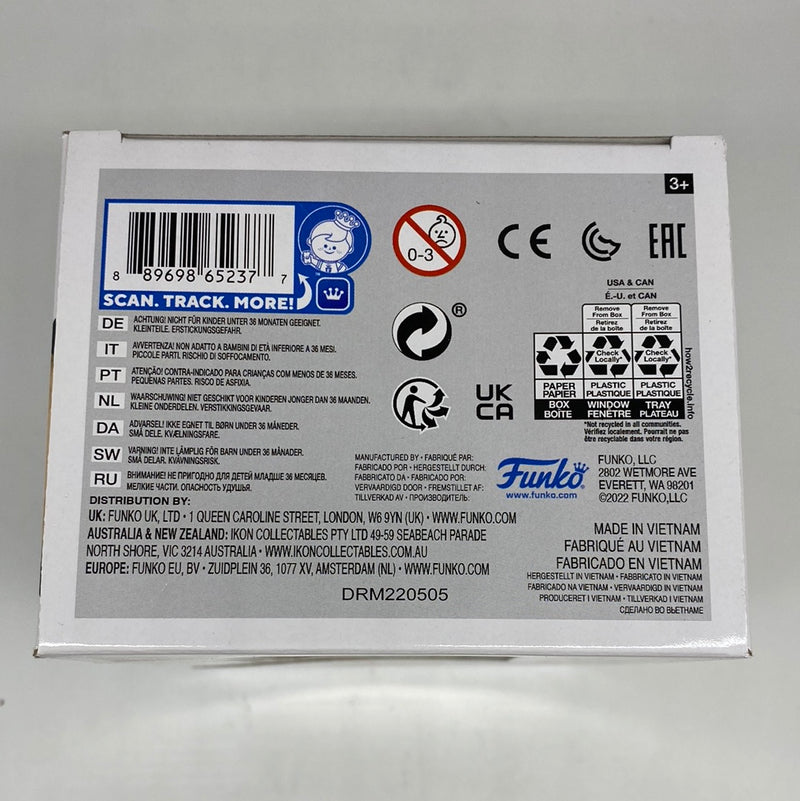 3+
8 89698 65237 7
SCAN. TRACK. MORE!
™
0-3
CE
EAC
®
UK
CA
USA & CAN
É.-U. et CAN
Remove From Box
Retirez de la boîte
Remove From Box
Retirez de la boîte
Check Locally*
Check Locally*
PAPER PAPIER
PLASTIC PLASTIQUE
PLASTIC PLASTIQUE
BOX BOÎTE
WINDOW FENÊTRE
TRAY PLATEAU
how2recycle.info
*Not recycled in all communities.
Vérifiez localement. Pourrait ne pas
être recyclable dans votre région.
DE ACHTUNG! NICHT FÜR KINDER UNTER 36 MONATEN GEEIGNET.
KLEINTEILE. ERSTICKUNGSGEFAHR.
IT AVVERTENZA! NON ADATTO A BAMBINI DI ETÀ INFERIORE A 36 MESI.
PICCOLE PARTI. RISCHIO DI SOFFOCAMENTO.
PT ATENÇÃO! CONTRA-INDICADO PARA CRIANÇAS COM MENOS DE 36 MESES.
PEQUENAS PARTES. RISCO DE ASFIXIA.
NL WAARSCHUWING! NIET GESCHIKT VOOR KINDEREN JONGER DAN 36 MAANDEN.
KLEINE ONDERDELEN. VERSTIKKINGSGEVAAR.
DA ADVARSEL! IKKE EGNET TIL BØRN UNDER 36 MÅNEDER.
SMÅ DELE. KVÆLNINGSFARE.
SW VARNING! INTE LÄMPLIG FÖR BARN UNDER 36 MÅNADER.
SMÅ DELAR. KVÄVNINGSRISK.
RU ВНИМАНИЕ! НЕ ПРИГОДНО ДЛЯ ДЕТЕЙ МЛАДШЕ 36 МЕСЯЦЕВ.
МЕЛКИЕ ЧАСТИ. ОПАСНОСТЬ УДУШЬЯ.
MANUFACTURED BY • FABRIQUÉ PAR:
FABRICADO POR • HERGESTELLT DURCH:
FABRICATO DA • FABRICADO POR:
VERVAARDIGD DOOR • FREMSTILLET AF:
TILLVERKAD AV • ПРОИЗВОДИТЕЛЬ:
Funko®
www.funko.com
FUNKO, LLC
2802 WETMORE AVE
EVERETT, WA 98201
©2022 FUNKO,LLC
DISTRIBUTION BY:
UK: FUNKO UK, LTD • 1 QUEEN CAROLINE STREET, LONDON, W6 9YN (UK) • WWW.FUNKO.COM
AUSTRALIA & NEW ZEALAND: IKON COLLECTABLES PTY LTD 49-59 SEABEACH PARADE
NORTH SHORE, VIC 3214 AUSTRALIA • WWW.IKONCOLLECTABLES.COM.AU
EUROPE: FUNKO EU, BV • ZUIDPLEIN 36, 1077 XV, AMSTERDAM (NL) • WWW.FUNKO.COM
DRM220505
MADE IN VIETNAM
FABRIQUÉ AU VIETNAM
FABRICADO EN VIETNAM
HERGESTELLT IN VIETNAM • FABBRICATO IN VIETNAM
FABRICADO NA VIETNAM • VERVAARDIGD IN VIETNAM
PRODUCERET I VIETNAM • TILLVERKAD I VIETNAM
СДЕЛАНО ВО ВЬЕТНАМЕ